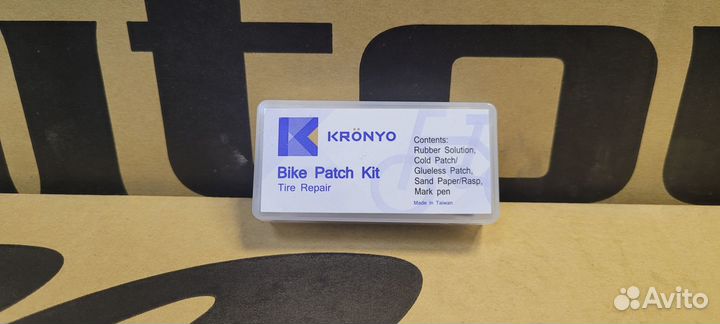 KRÖNYO
Bike Patch Kit
Tire Repair
Contents:
Rubber Solution,
Cold Patch/
Glueless Patch,
Sand Paper/Rasp,
Mark pen
Made in Taiwan
Avito